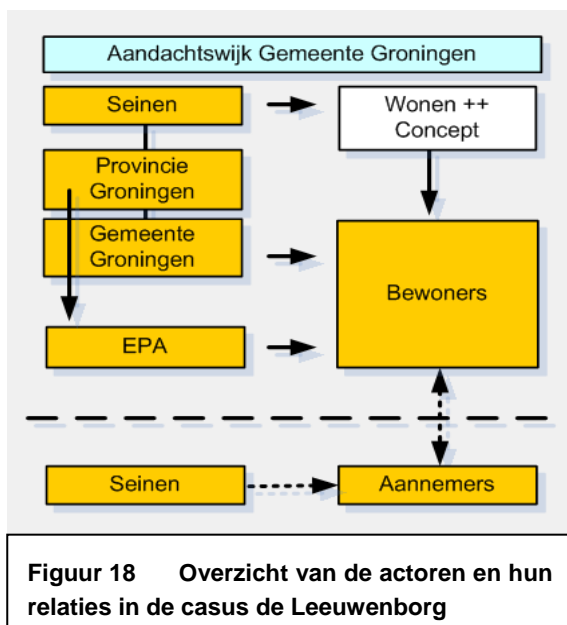 Aandachtswijk Gemeente Groningen
Seinen
Wonen ++
Concept
Provincie
Groningen
Gemeente
Groningen
Bewoners
EPA
Seinen
Aannemers
Figuur 18 Overzicht van de actoren en hun
relaties in de casus de Leeuwenborg